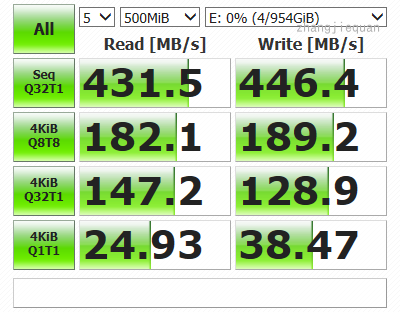 All
5
500MiB
E: 0% (4/954GiB)
zhangjiequan
Read [MB/s]
Write [MB/s]
Seq
Q32T1
431.5
446.4
4KiB
Q8T8
182.1
189.2
4KiB
Q32T1
147.2
128.9
4KiB
Q1T1
24.93
38.47